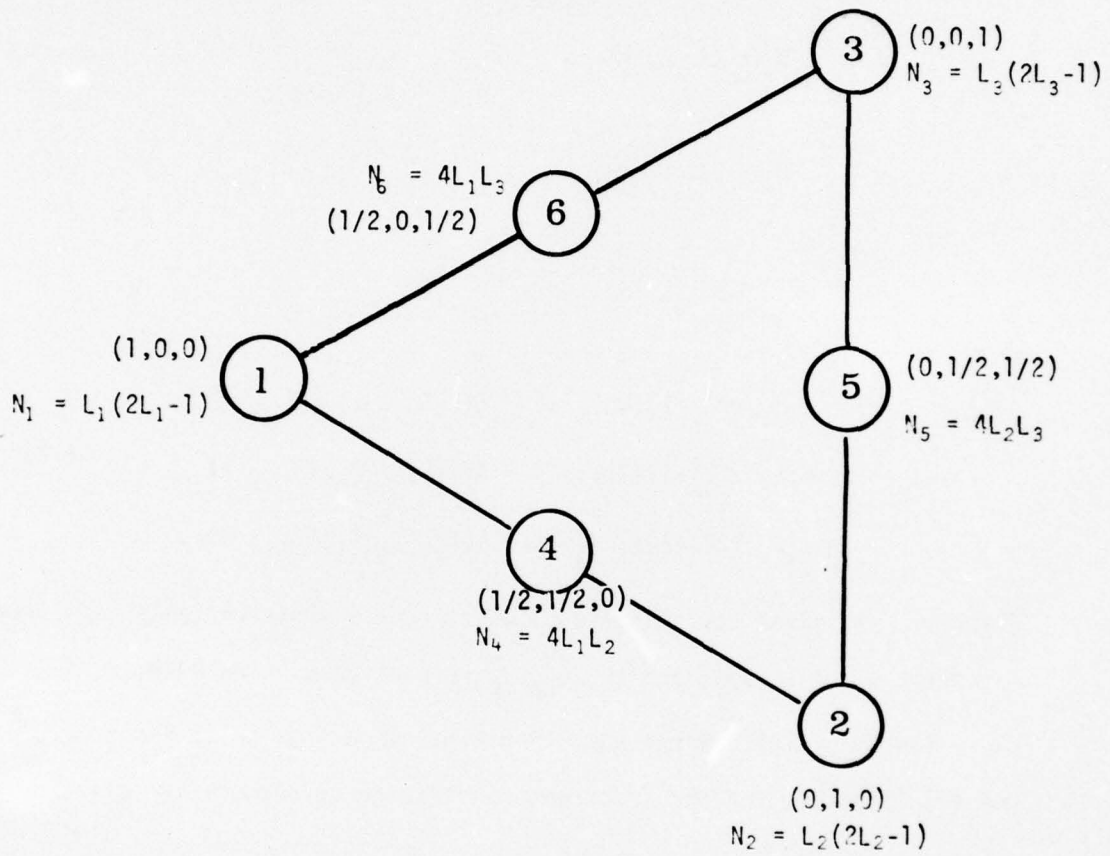 3
(0,0,1)
N₃ = L₃(2L₃-1)
N₆ = 4L₁L₃
(1/2,0,1/2)
6
(1,0,0)
N₁ = L₁(2L₁-1)
1
5
(0,1/2,1/2)
N₅ = 4L₂L₃
4
(1/2,1/2,0)
N₄ = 4L₁L₂
2
(0,1,0)
N₂ = L₂(2L₂-1)